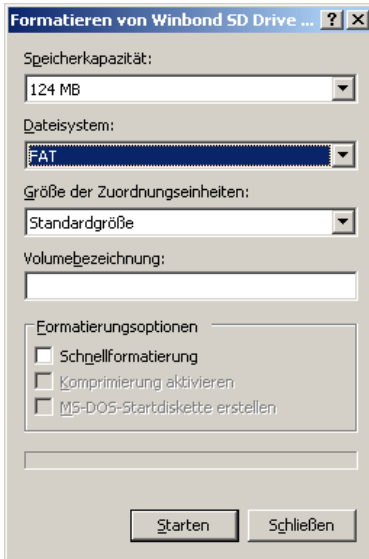 Formatieren von Winbond SD Drive ...
Speicherkapazität:
124 MB
Dateisystem:
FAT
Größe der Zuordnungseinheiten:
Standardgröße
Volumebezeichnung:
Formatierungsoptionen
Schnellformatierung
Komprimierung aktivieren
MS-DOS-Startdiskette erstellen
Starten Schließen